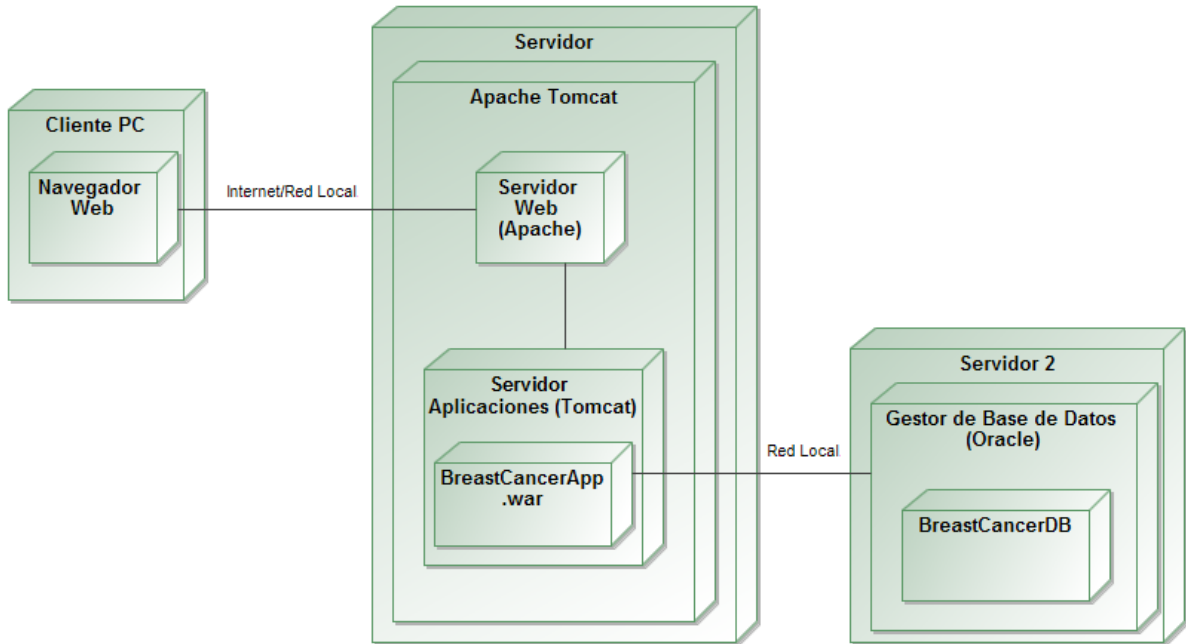 Servidor
Apache Tomcat
Cliente PC
Navegador
Web
Internet/Red Local
Servidor
Web
(Apache)
Servidor
Aplicaciones (Tomcat)
BreastCancerApp
.war
Red Local
Servidor 2
Gestor de Base de Datos
(Oracle)
BreastCancerDB